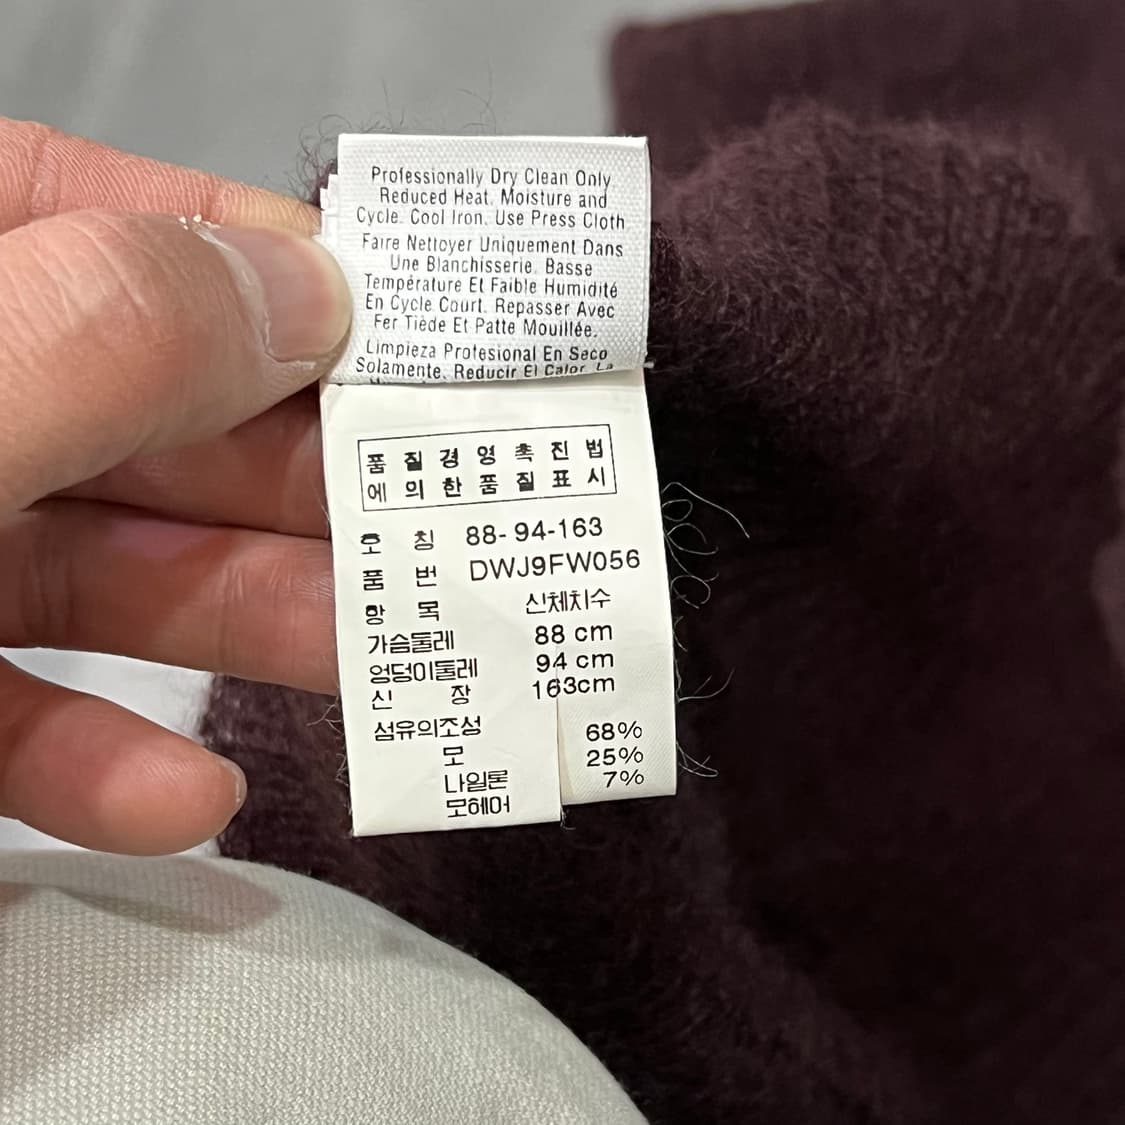 Professionally Dry Clean Only
Reduced Heat. Moisture and
Cycle. Cool Iron. Use Press Cloth
Faire Nettoyer Uniquement Dans
Une Blanchisserie. Basse
Température Et Faible Humidité
En Cycle Court. Repasser Avec
Fer Tiède Et Patte Mouillée.
Limpieza Profesional En Seco
Solamente. Reducir El Calor. La
품 질 경 영 촉 진 법
에 의 한 품 질 표 시
호 칭 88-94-163
품 번 DWJ9FW056
항 목 신체치수
가슴둘레 88 cm
엉덩이둘레 94 cm
신 장 163cm
섬유의조성 68%
모 25%
나일론 7%
모헤어